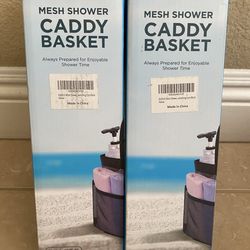 MESH SHOWER
CADDY
BASKET
Always Prepared for Enjoyable
Shower Time
Made in China
MESH SHOWER
CADDY
BASKET
Always Prepared for Enjoyable
Shower Time
Made in China